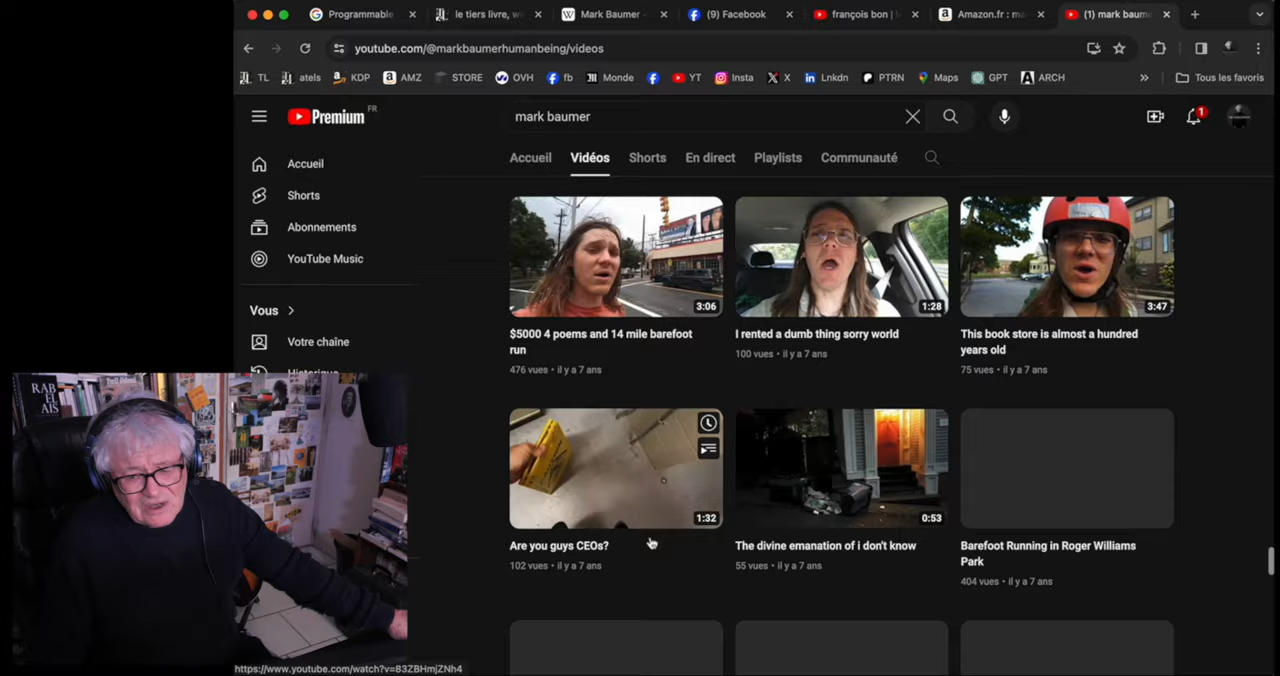 Programmable
le tiers livre, w
Mark Baumer -
(9) Facebook
françois bon |
Amazon.fr : m
(1) mark baum
youtube.com/@markbaumerhumanbeing/videos
TL
atels
KDP
AMZ
STORE
OVH
fb
Monde
YT
Insta
X
Lnkdn
PTRN
Maps
GPT
ARCH
»
Tous les favoris
Premium FR
mark baumer
1
Accueil
Vidéos
Shorts
En direct
Playlists
Communauté
Accueil
Shorts
Abonnements
YouTube Music
Vous
Votre chaîne
Historique
3:06
1:28
3:47
$5000 4 poems and 14 mile barefoot
run
476 vues • il y a 7 ans
I rented a dumb thing sorry world
100 vues • il y a 7 ans
This book store is almost a hundred
years old
75 vues • il y a 7 ans
1:32
0:53
Are you guys CEOs?
102 vues • il y a 7 ans
The divine emanation of i don't know
55 vues • il y a 7 ans
Barefoot Running in Roger Williams
Park
404 vues • il y a 7 ans
RAB
ELAIS
https://www.youtube.com/watch?v=83ZBHmjZNh4